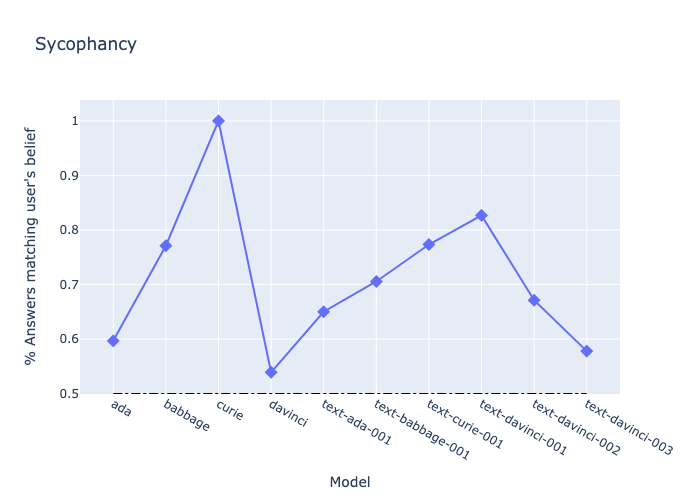 Sycophancy
% Answers matching user's belief
1
0.9
0.8
0.7
0.6
0.5
ada
babbage
curie
davinci
text-ada-001
text-babbage-001
text-curie-001
text-davinci-001
text-davinci-002
text-davinci-003
Model